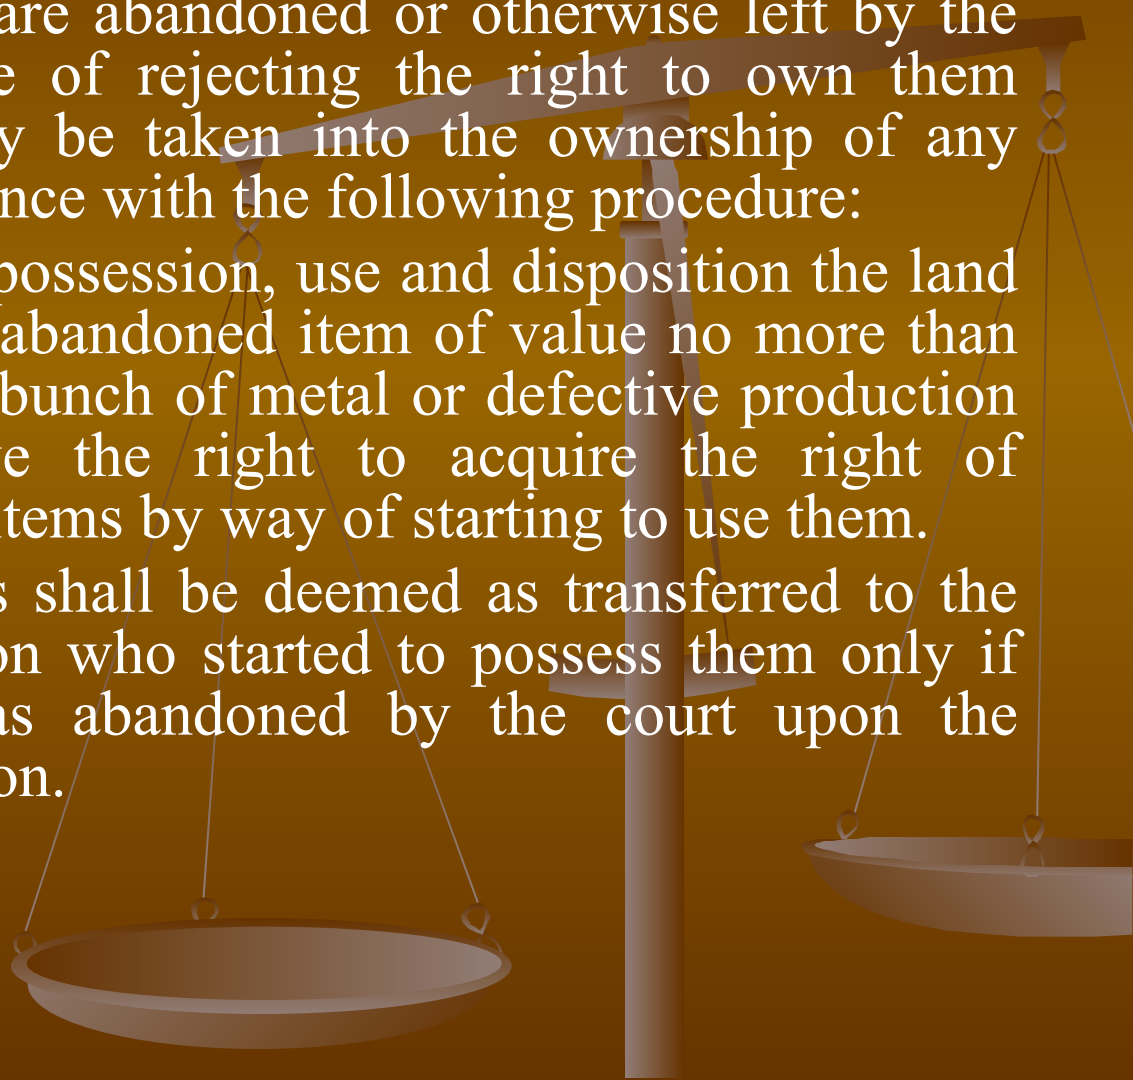 are abandoned or otherwise left by the
e of rejecting the right to own them
y be taken into the ownership of any
nce with the following procedure:
possession, use and disposition the land
abandoned item of value no more than
bunch of metal or defective production
ve the right to acquire the right of
items by way of starting to use them.
s shall be deemed as transferred to the
on who started to possess them only if
as abandoned by the court upon the
on.